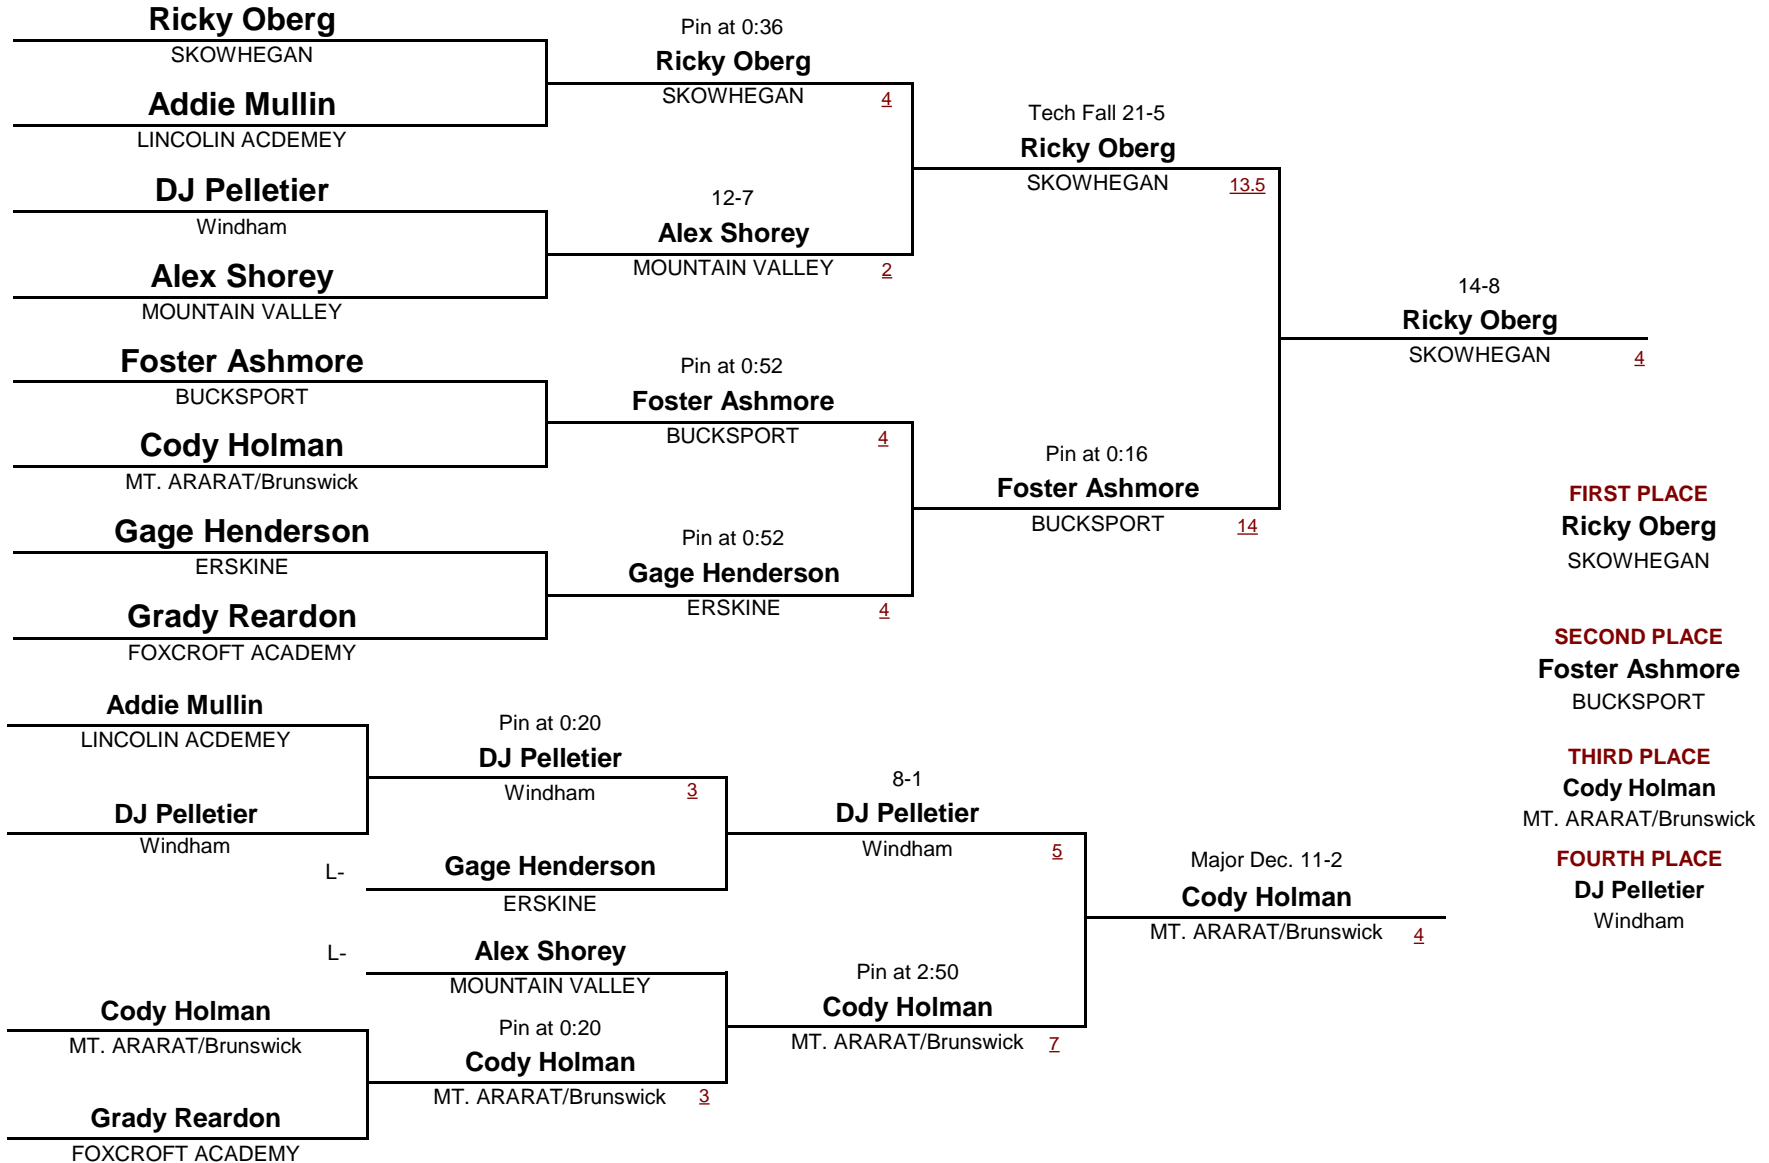 Ricky Oberg
SKOWHEGAN
Addie Mullin
LINCOLIN ACDEMEY
DJ Pelletier
Windham
Alex Shorey
MOUNTAIN VALLEY
Foster Ashmore
BUCKSPORT
Cody Holman
MT. ARARAT/Brunswick
Gage Henderson
ERSKINE
Grady Reardon
FOXCROFT ACADEMY
Pin at 0:36
Ricky Oberg
SKOWHEGAN 4
12-7
Alex Shorey
MOUNTAIN VALLEY 2
Pin at 0:52
Foster Ashmore
BUCKSPORT 4
Pin at 0:52
Gage Henderson
ERSKINE 4
Tech Fall 21-5
Ricky Oberg
SKOWHEGAN 13.5
Pin at 0:16
Foster Ashmore
BUCKSPORT 14
14-8
Ricky Oberg
SKOWHEGAN 4
Addie Mullin
LINCOLIN ACDEMEY
DJ Pelletier
Windham
Cody Holman
MT. ARARAT/Brunswick
Grady Reardon
FOXCROFT ACADEMY
Pin at 0:20
DJ Pelletier
Windham 3
L- Gage Henderson
ERSKINE
L- Alex Shorey
MOUNTAIN VALLEY
Pin at 0:20
Cody Holman
MT. ARARAT/Brunswick 3
8-1
DJ Pelletier
Windham 5
Pin at 2:50
Cody Holman
MT. ARARAT/Brunswick 7
Major Dec. 11-2
Cody Holman
MT. ARARAT/Brunswick 4
FIRST PLACE
Ricky Oberg
SKOWHEGAN
SECOND PLACE
Foster Ashmore
BUCKSPORT
THIRD PLACE
Cody Holman
MT. ARARAT/Brunswick
FOURTH PLACE
DJ Pelletier
Windham